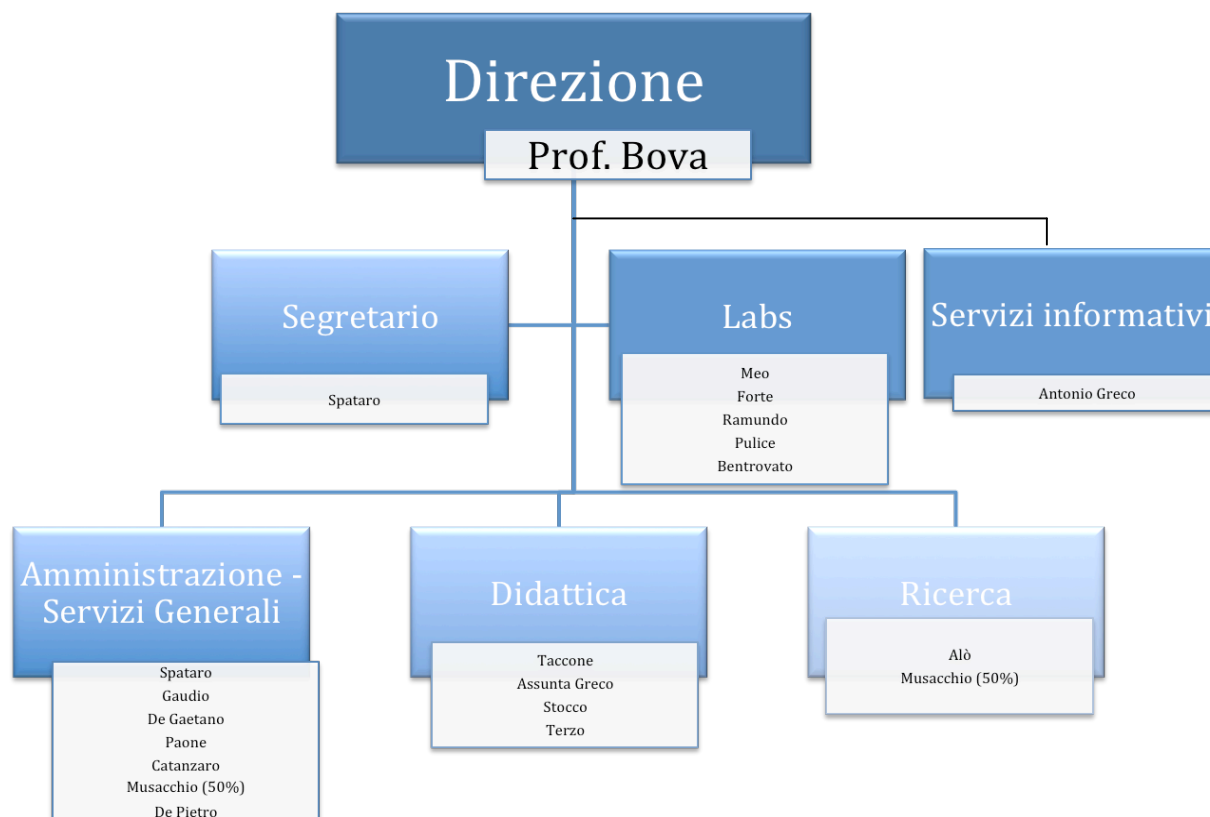 Direzione
Prof. Bova
Segretario
Spataro
Labs
Meo
Forte
Ramundo
Pulice
Bentrovato
Servizi informativi
Antonio Greco
Amministrazione -
Servizi Generali
Spataro
Gaudio
De Gaetano
Paone
Catanzaro
Musacchio (50%)
De Pietro
Didattica
Taccone
Assunta Greco
Stocco
Terzo
Ricerca
Alò
Musacchio (50%)